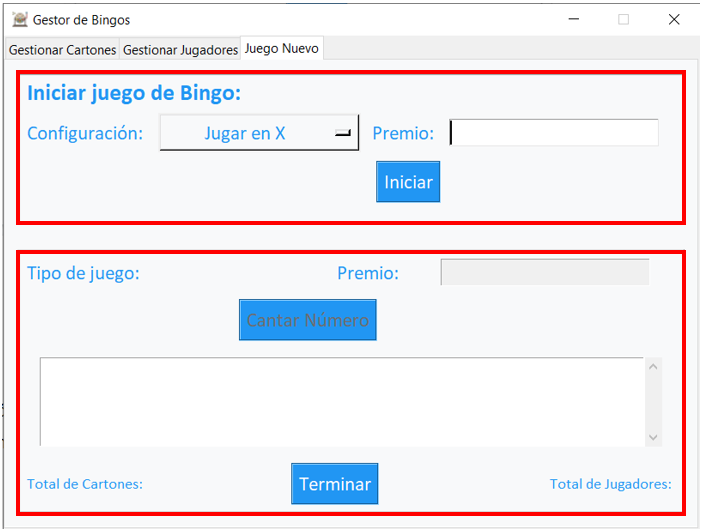 Gestor de Bingos
Gestionar Cartones Gestionar Jugadores Juego Nuevo
Iniciar juego de Bingo:
Configuración: Jugar en X Premio:
Iniciar
Tipo de juego: Premio:
Cantar Número
Total de Cartones: Terminar Total de Jugadores: